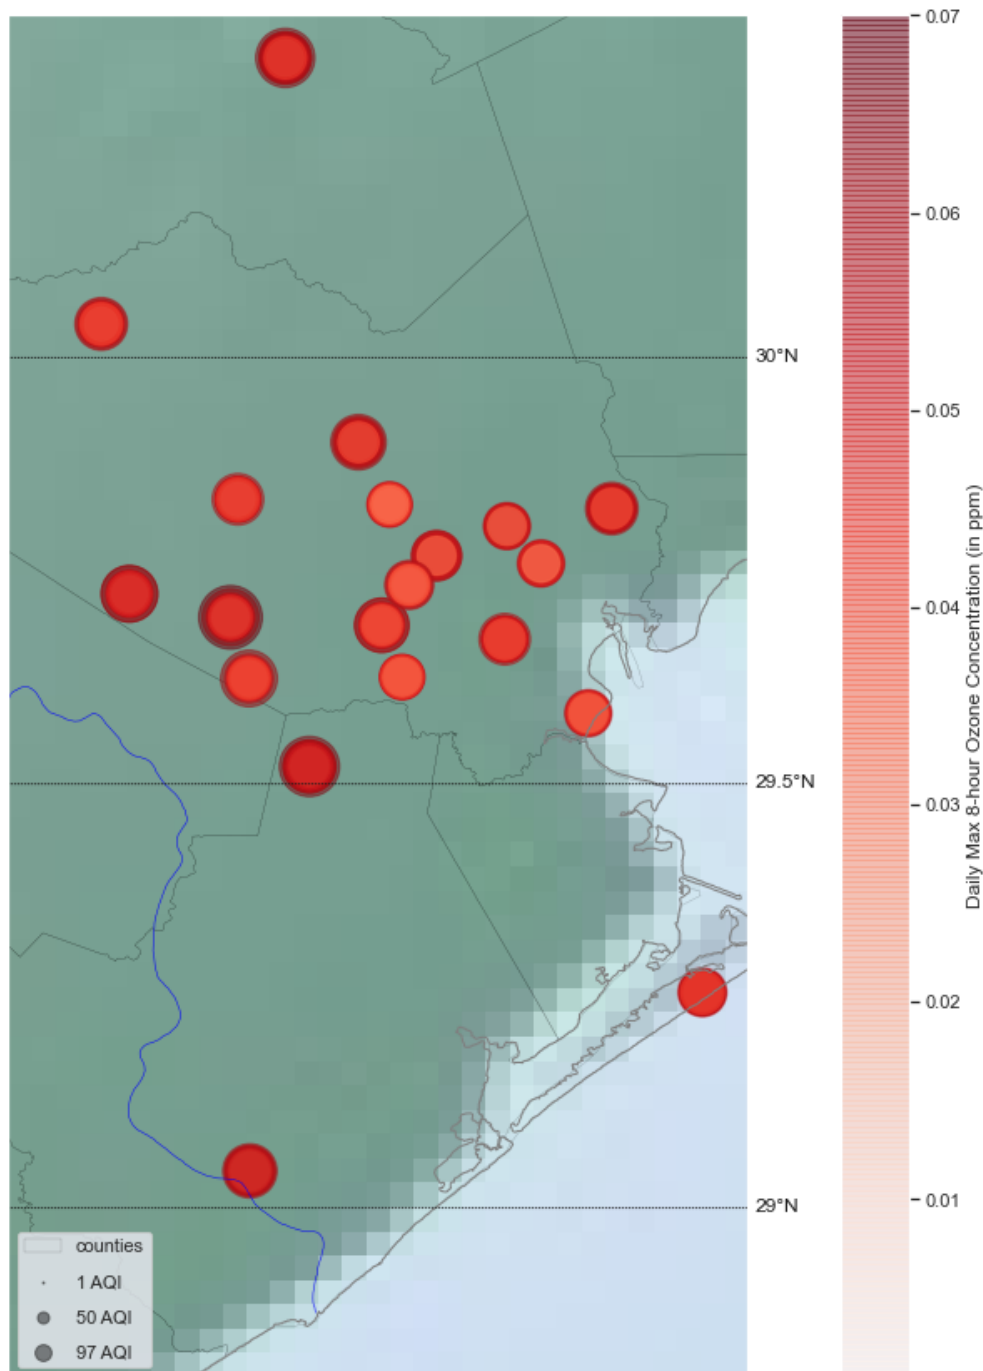 0.07
0.06
30°N
0.05
0.04
29.5°N
0.03
0.02
29°N
0.01
Daily Max 8-hour Ozone Concentration (in ppm)
counties
1 AQI
50 AQI
97 AQI